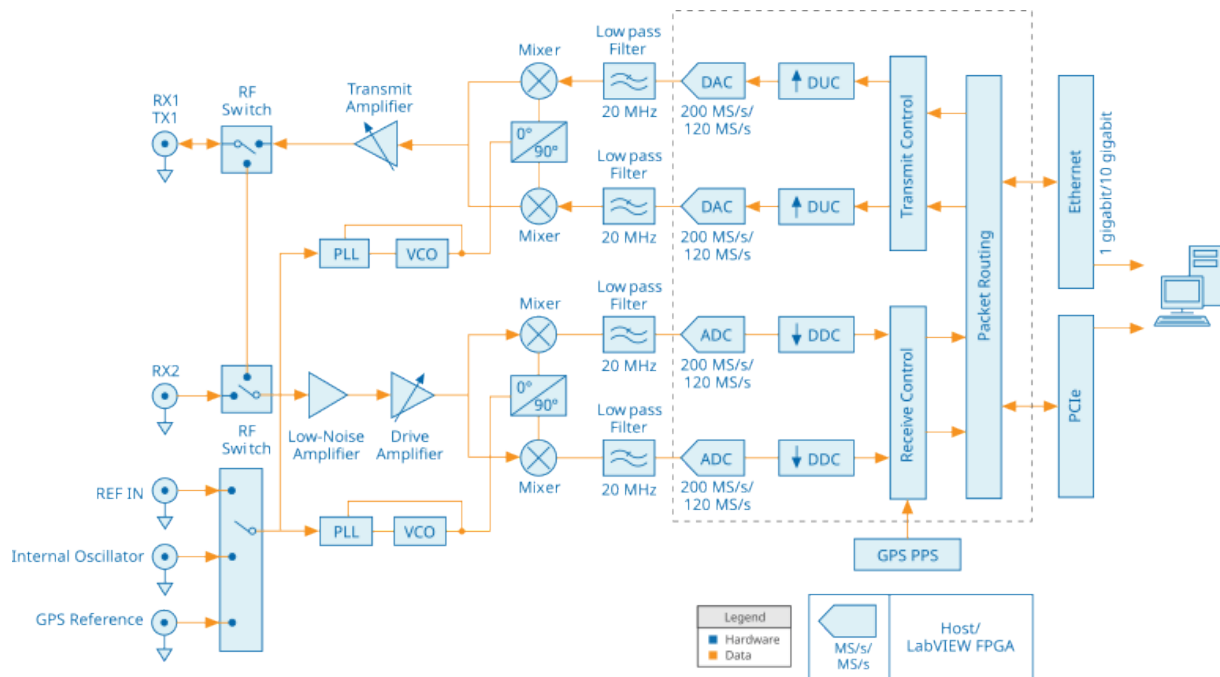 Low pass
Filter
Mixer
20 MHz
DAC
200 MS/s/
120 MS/s
DUC
RX1
TX1
RF
Switch
Transmit
Amplifier
0°
90°
Low pass
Filter
Mixer
20 MHz
DAC
200 MS/s/
120 MS/s
DUC
Transmit Control
Packet Routing
Ethernet
1 gigabit/10 gigabit
PLL
VCO
Low pass
Filter
Mixer
20 MHz
ADC
200 MS/s/
120 MS/s
DDC
RX2
RF
Switch
Low-Noise
Amplifier
Drive
Amplifier
0°
90°
Low pass
Filter
Mixer
20 MHz
ADC
200 MS/s/
120 MS/s
DDC
Receive Control
PCIe
REF IN
Internal Oscillator
GPS Reference
PLL
VCO
GPS PPS
Legend
Hardware
Data
MS/s/
MS/s
Host/
LabVIEW FPGA